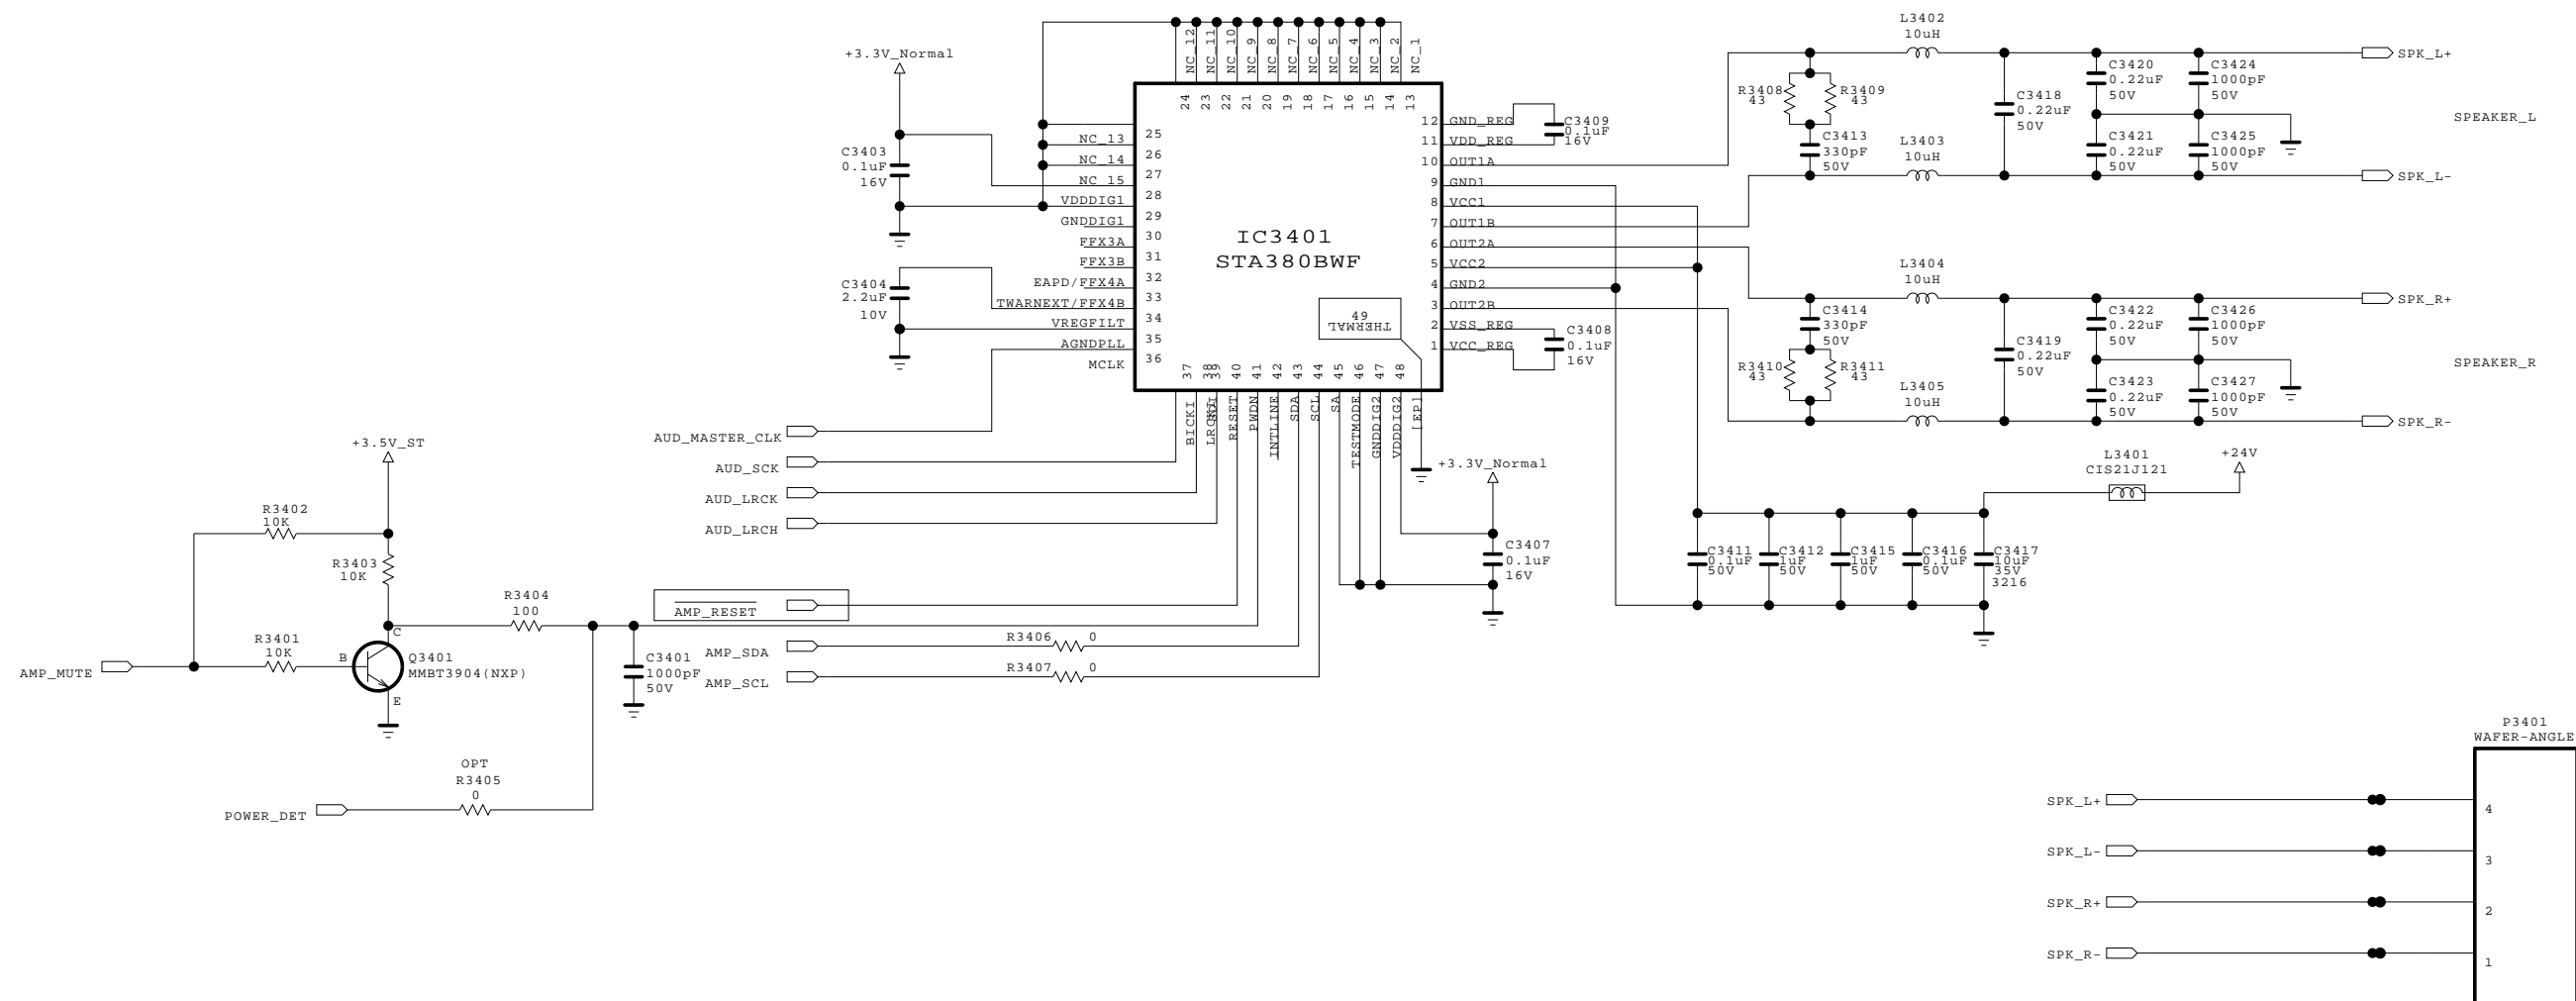 +3.3V_Normal
C3403
0.1uF
16V
C3404
2.2uF
10V
NC_12
NC_11
NC_10
NC_9
NC_8
NC_7
NC_6
NC_5
NC_4
NC_3
NC_2
NC_1
24
23
22
21
20
19
18
17
16
15
14
13
25
NC_13
26
NC_14
27
NC_15
28
VDDDIG1
29
GNDDIG1
30
FFX3A
31
FFX3B
32
EAPD/FFX4A
33
TWARNEXT/FFX4B
34
VREGFILT
35
AGNDPLL
36
MCLK
IC3401
STA380BWF
49
THERMAL
12 GND_REG
11 VDD_REG
10 OUT1A
9 GND1
8 VCC1
7 OUT1B
6 OUT2A
5 VCC2
4 GND2
3 OUT2B
2 VSS_REG
1 VCC_REG
C3409
0.1uF
16V
C3408
0.1uF
16V
37
38
39
40
41
42
43
44
45
46
47
48
BICKI
LRCKI
SDI
RESET
PWDN
INTLINE
SDA
SCL
SA
TESTMODE
GNDDIG2
VDDDIG2
[EP]
L3402
10uH
R3408
43
R3409
43
C3413
330pF
50V
L3403
10uH
C3418
0.22uF
50V
C3420
0.22uF
50V
C3424
1000pF
50V
C3421
0.22uF
50V
C3425
1000pF
50V
SPK_L+
SPEAKER_L
SPK_L-
L3404
10uH
C3414
330pF
50V
R3410
43
R3411
43
L3405
10uH
C3419
0.22uF
50V
C3422
0.22uF
50V
C3426
1000pF
50V
C3423
0.22uF
50V
C3427
1000pF
50V
SPK_R+
SPEAKER_R
SPK_R-
AUD_MASTER_CLK
AUD_SCK
AUD_LRCK
AUD_LRCH
+3.3V_Normal
C3407
0.1uF
16V
L3401
CIS21J121
+24V
C3411
0.1uF
50V
C3412
1uF
50V
C3415
1uF
50V
C3416
0.1uF
50V
C3417
10uF
35V
3216
+3.5V_ST
R3402
10K
R3403
10K
R3404
100
R3401
10K
AMP_MUTE
B
C
E
Q3401
MMBT3904(NXP)
C3401
1000pF
50V
AMP_RESET
AMP_SDA
R3406 0
AMP_SCL
R3407 0
OPT
R3405
0
POWER_DET
P3401
WAFER-ANGLE
SPK_L+
4
SPK_L-
3
SPK_R+
2
SPK_R-
1